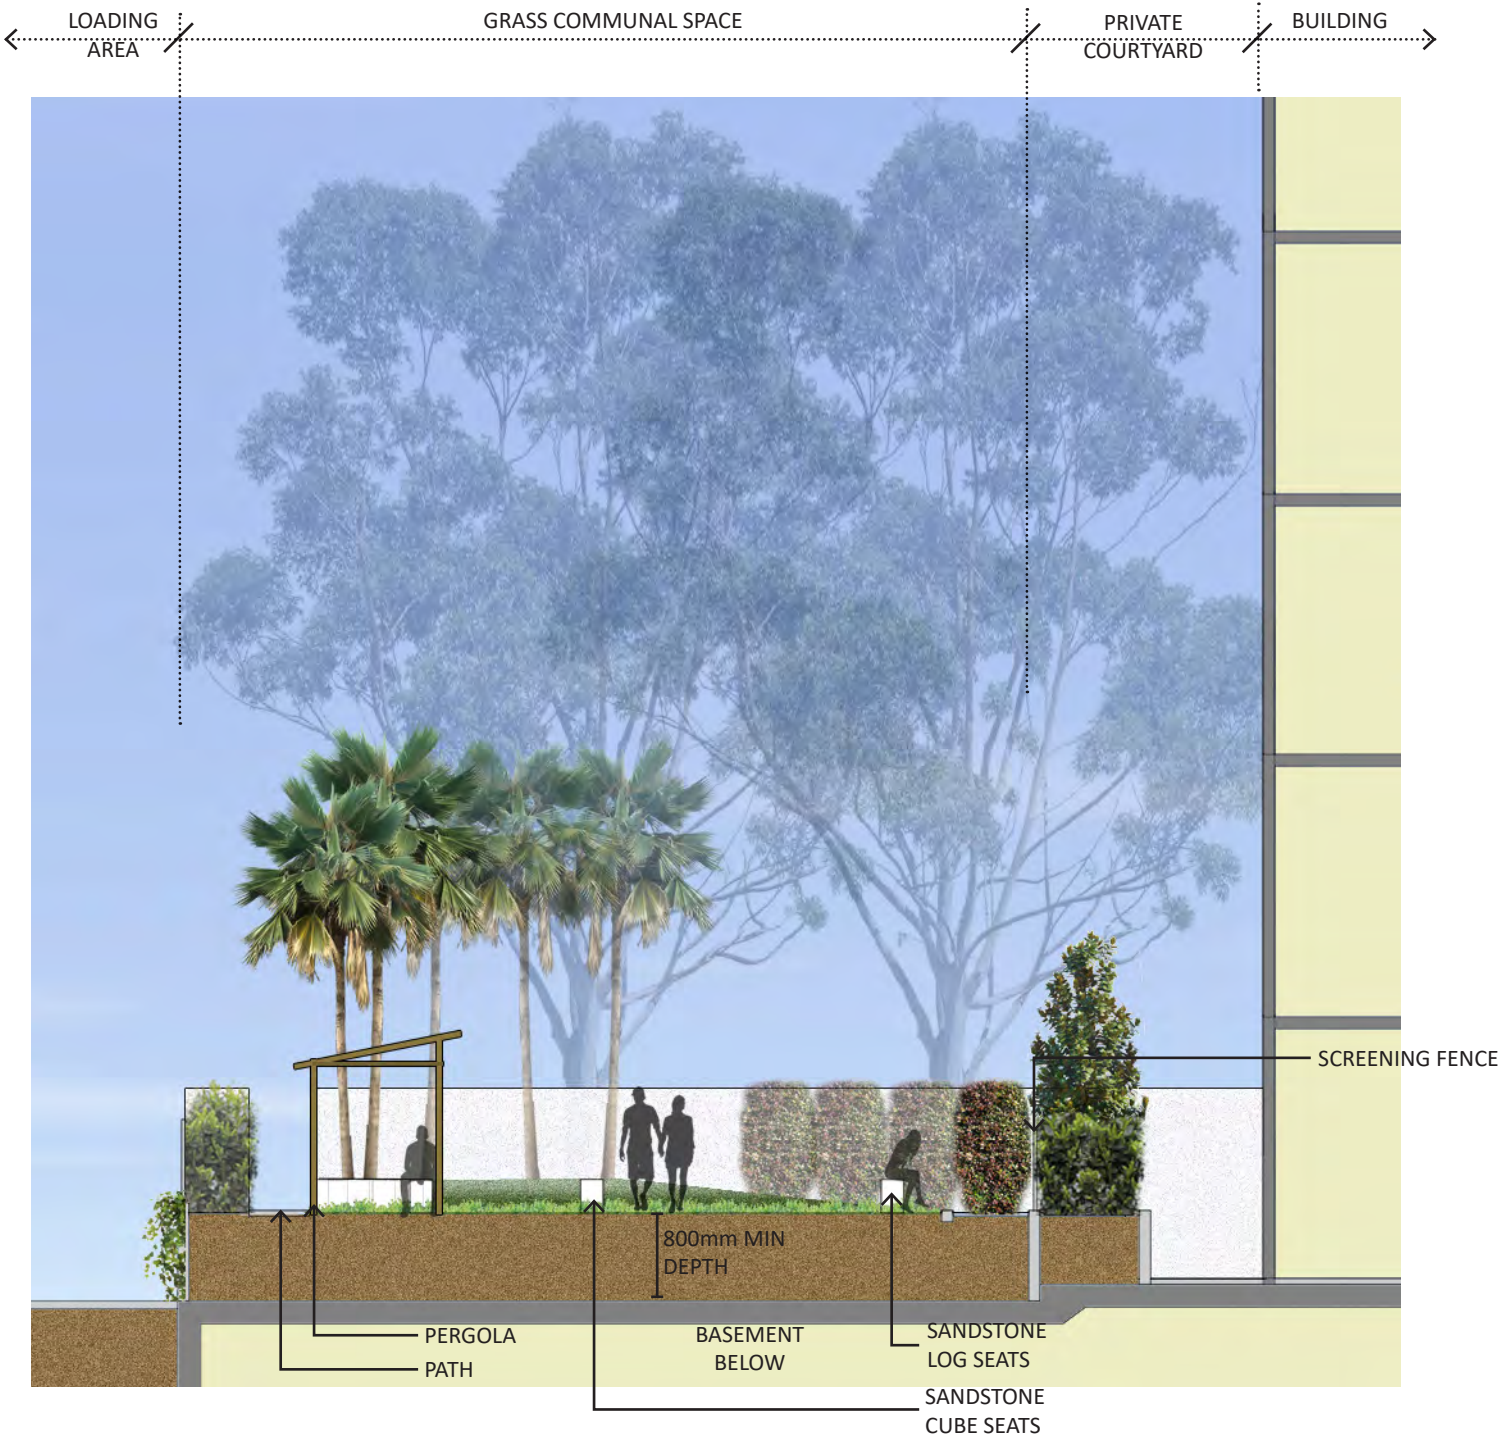 LOADING
AREA
GRASS COMMUNAL SPACE
PRIVATE
COURTYARD
BUILDING
SCREENING FENCE
800mm MIN
DEPTH
PERGOLA
PATH
BASEMENT
BELOW
SANDSTONE
LOG SEATS
SANDSTONE
CUBE SEATS